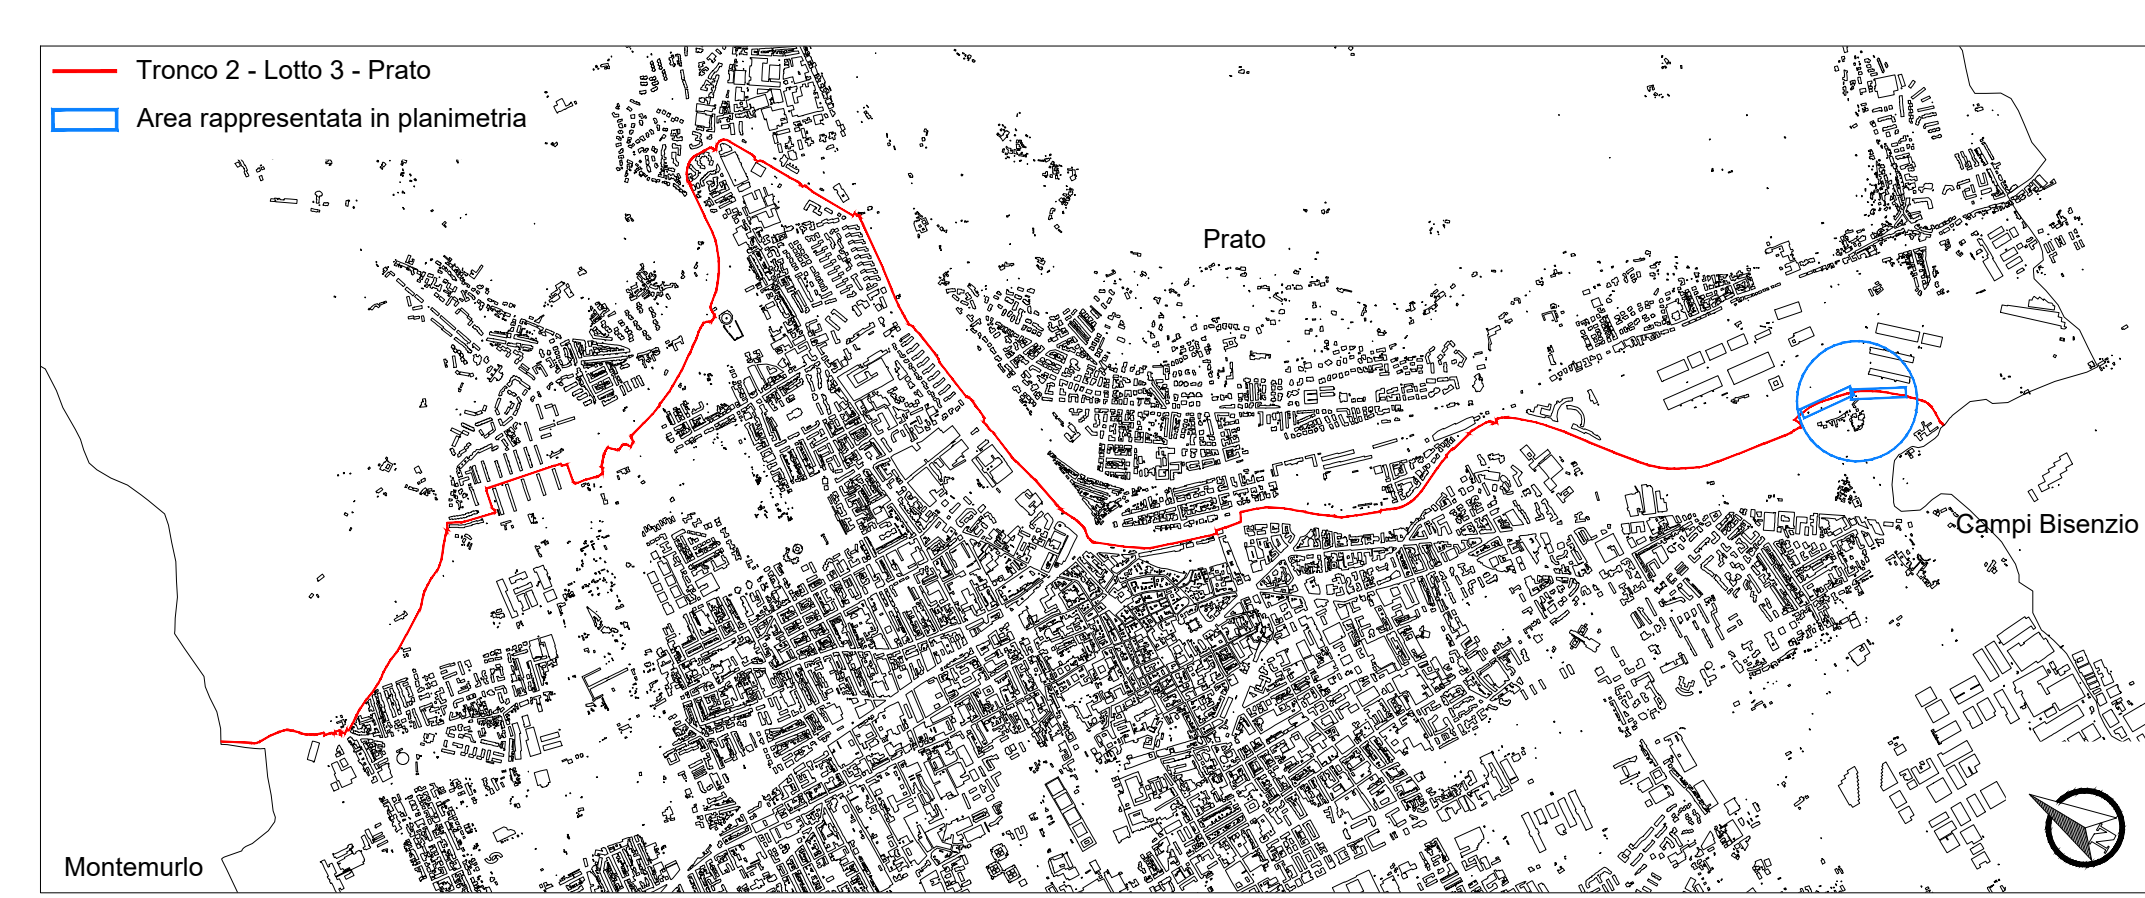 Tronco 2 - Lotto 3 - Prato
Area rappresentata in planimetria
Prato
Campi Bisenzio
Montemurlo
N